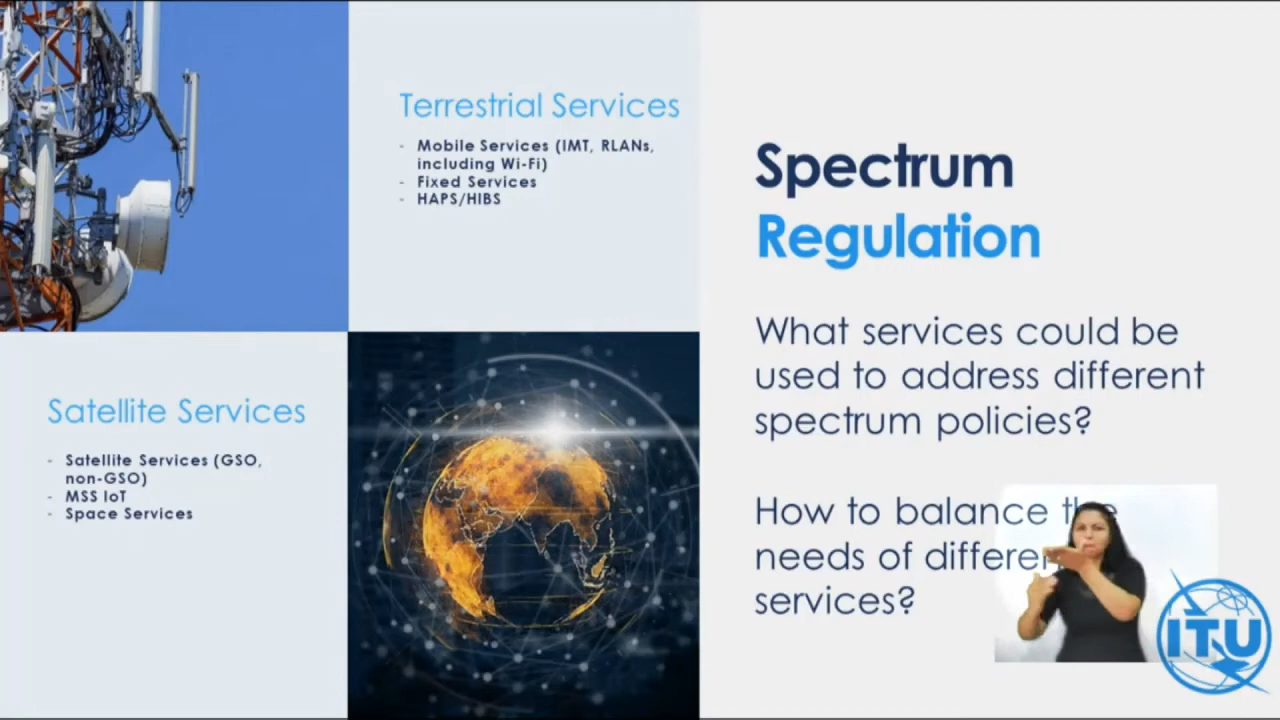 Terrestrial Services
- Mobile Services (IMT, RLANs,
including Wi-Fi)
- Fixed Services
- HAPS/HIBS
Satellite Services
- Satellite Services (GSO,
non-GSO)
- MSS IoT
- Space Services
Spectrum
Regulation
What services could be
used to address different
spectrum policies?
How to balance the
needs of different
services?
ITU